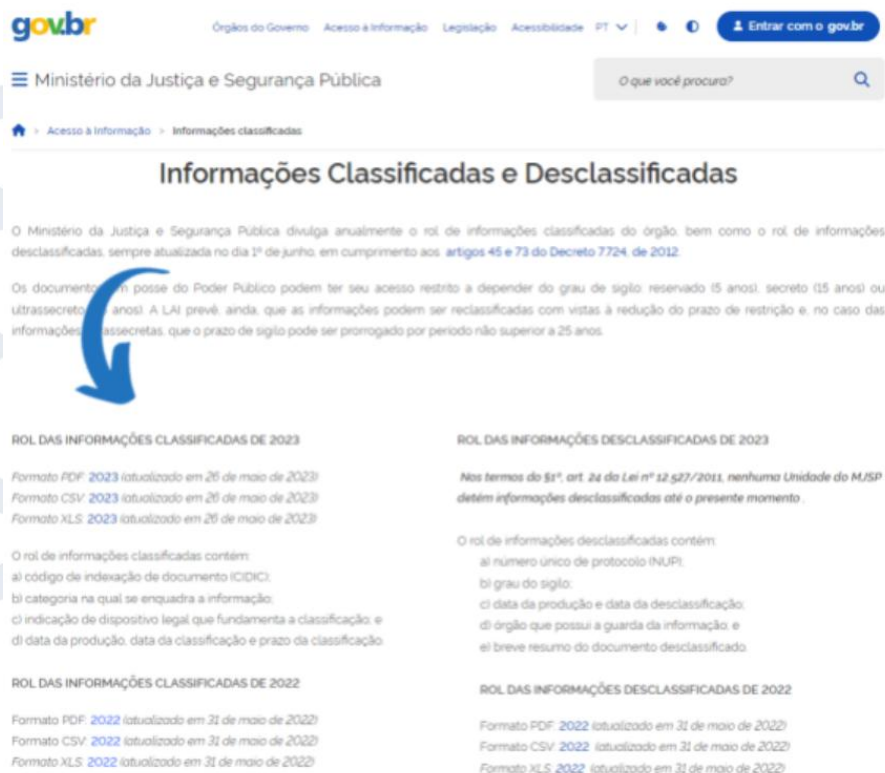 gov.br
Órgãos do Governo Acesso à Informação Legislação Acessibilidade PT
Entrar com o gov.br
Ministério da Justiça e Segurança Pública
O que você procura?
> Acesso à Informação > Informações classificadas
Informações Classificadas e Desclassificadas
O Ministério da Justiça e Segurança Pública divulga anualmente o rol de informações classificadas do órgão, bem como o rol de informações
desclassificadas, sempre atualizada no dia 1º de junho, em cumprimento aos artigos 45 e 73 do Decreto 7.724, de 2012.
Os documento posse do Poder Público podem ter seu acesso restrito a depender do grau de sigilo: reservado (5 anos), secreto (15 anos) ou
ultrassecreto anos). A LAI prevê, ainda, que as informações podem ser reclassificadas com vistas à redução do prazo de restrição e, no caso das
informações assecretas, que o prazo de sigilo pode ser prorrogado por período não superior a 25 anos.
ROL DAS INFORMAÇÕES CLASSIFICADAS DE 2023
Formato PDF: 2023 (atualizado em 26 de maio de 2023)
Formato CSV: 2023 (atualizado em 26 de maio de 2023)
Formato XLS: 2023 (atualizado em 26 de maio de 2023)
O rol de informações classificadas contém:
a) código de indexação de documento (CIDIC);
b) categoria na qual se enquadra a informação;
c) indicação de dispositivo legal que fundamenta a classificação; e
d) data da produção, data da classificação e prazo da classificação.
ROL DAS INFORMAÇÕES CLASSIFICADAS DE 2022
Formato PDF: 2022 (atualizado em 31 de maio de 2022)
Formato CSV: 2022 (atualizado em 31 de maio de 2022)
Formato XLS: 2022 (atualizado em 31 de maio de 2022)
ROL DAS INFORMAÇÕES DESCLASSIFICADAS DE 2023
Nos termos do §1º, art. 24 da Lei nº 12.527/2011, nenhuma Unidade do MJSP
detém informações desclassificadas até o presente momento .
O rol de informações desclassificadas contém:
a) número único de protocolo (NUP);
b) grau do sigilo;
c) data da produção e data da desclassificação;
d) órgão que possui a guarda da informação; e
e) breve resumo do documento desclassificado.
ROL DAS INFORMAÇÕES DESCLASSIFICADAS DE 2022
Formato PDF: 2022 (atualizado em 31 de maio de 2022)
Formato CSV: 2022 (atualizado em 31 de maio de 2022)
Formato XLS: 2022 (atualizado em 31 de maio de 2022)